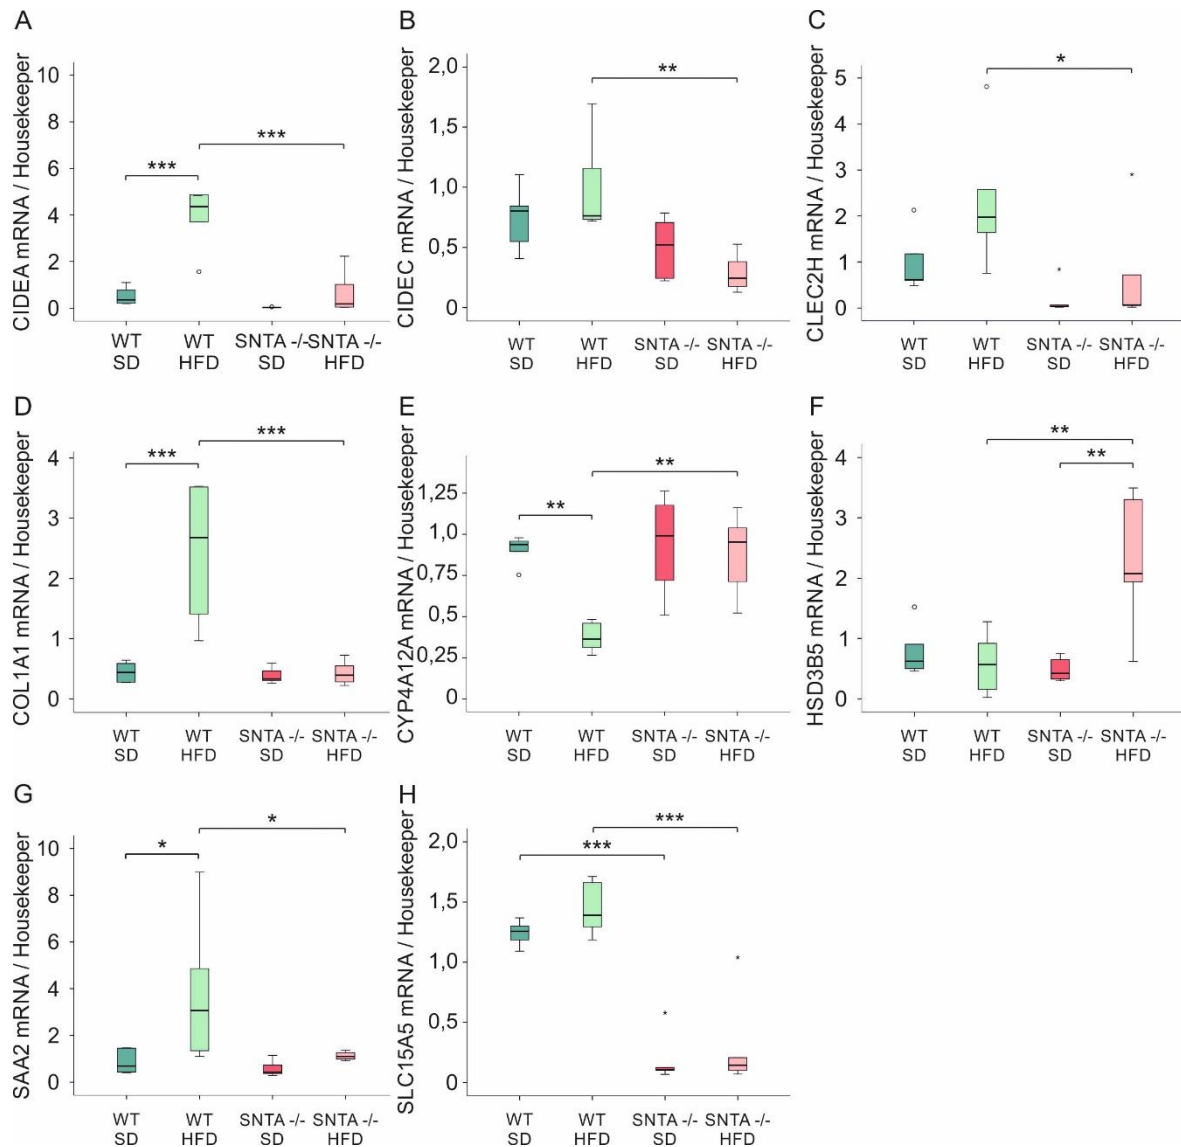 A
CIDEA mRNA / Housekeeper
10
8
6
4
2
0
***
***
WT SD
WT HFD
SNTA -/- SD
SNTA -/- HFD
B
CIDEC mRNA / Housekeeper
2,0
1,5
1,0
0,5
0
**
WT SD
WT HFD
SNTA -/- SD
SNTA -/- HFD
C
CLEC2H mRNA / Housekeeper
5
4
3
2
1
0
*
WT SD
WT HFD
SNTA -/- SD
SNTA -/- HFD
D
COL1A1 mRNA / Housekeeper
4
3
2
1
0
***
***
WT SD
WT HFD
SNTA -/- SD
SNTA -/- HFD
E
CYP4A12A mRNA / Housekeeper
1,25
1,0
0,75
0,5
0,25
0
**
**
WT SD
WT HFD
SNTA -/- SD
SNTA -/- HFD
F
HSD3B5 mRNA / Housekeeper
4
3
2
1
0
**
**
WT SD
WT HFD
SNTA -/- SD
SNTA -/- HFD
G
SAA2 mRNA / Housekeeper
10
8
6
4
2
0
*
*
WT SD
WT HFD
SNTA -/- SD
SNTA -/- HFD
H
SLC15A5 mRNA / Housekeeper
2,0
1,5
1,0
0,5
0
***
***
WT SD
WT HFD
SNTA -/- SD
SNTA -/- HFD